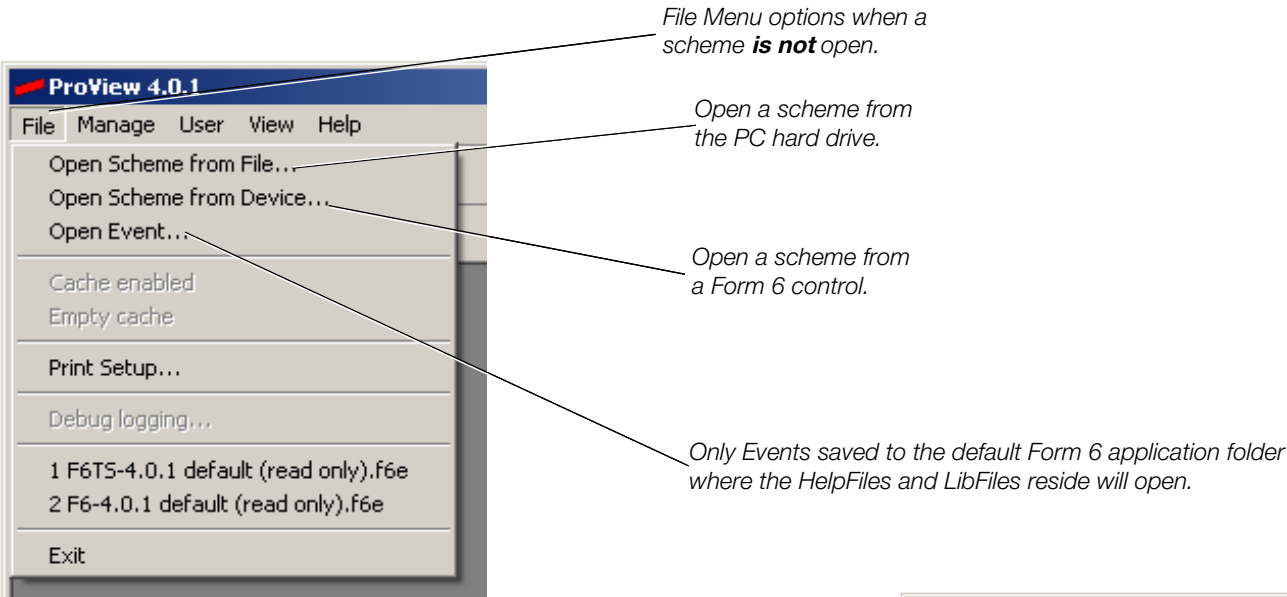 File Menu options when a
scheme is not open.
ProView 4.0.1
File Manage User View Help
Open a scheme from
the PC hard drive.
Open Scheme from File...
Open Scheme from Device...
Open Event...
Open a scheme from
a Form 6 control.
Cache enabled
Empty cache
Print Setup...
Debug logging...
Only Events saved to the default Form 6 application folder
where the HelpFiles and LibFiles reside will open.
1 F6TS-4.0.1 default (read only).f6e
2 F6-4.0.1 default (read only).f6e
Exit